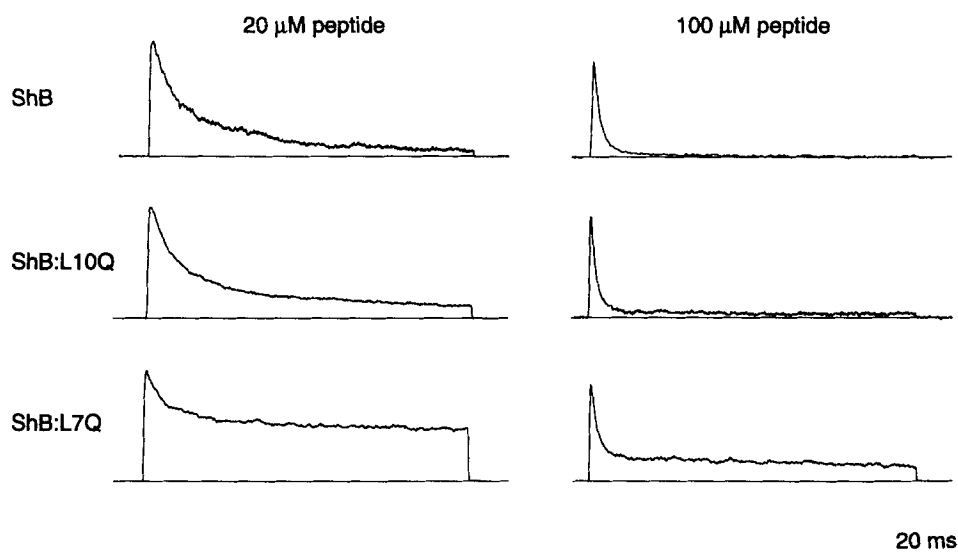 20 μM peptide
100 μM peptide
ShB
ShB:L10Q
ShB:L7Q
20 ms